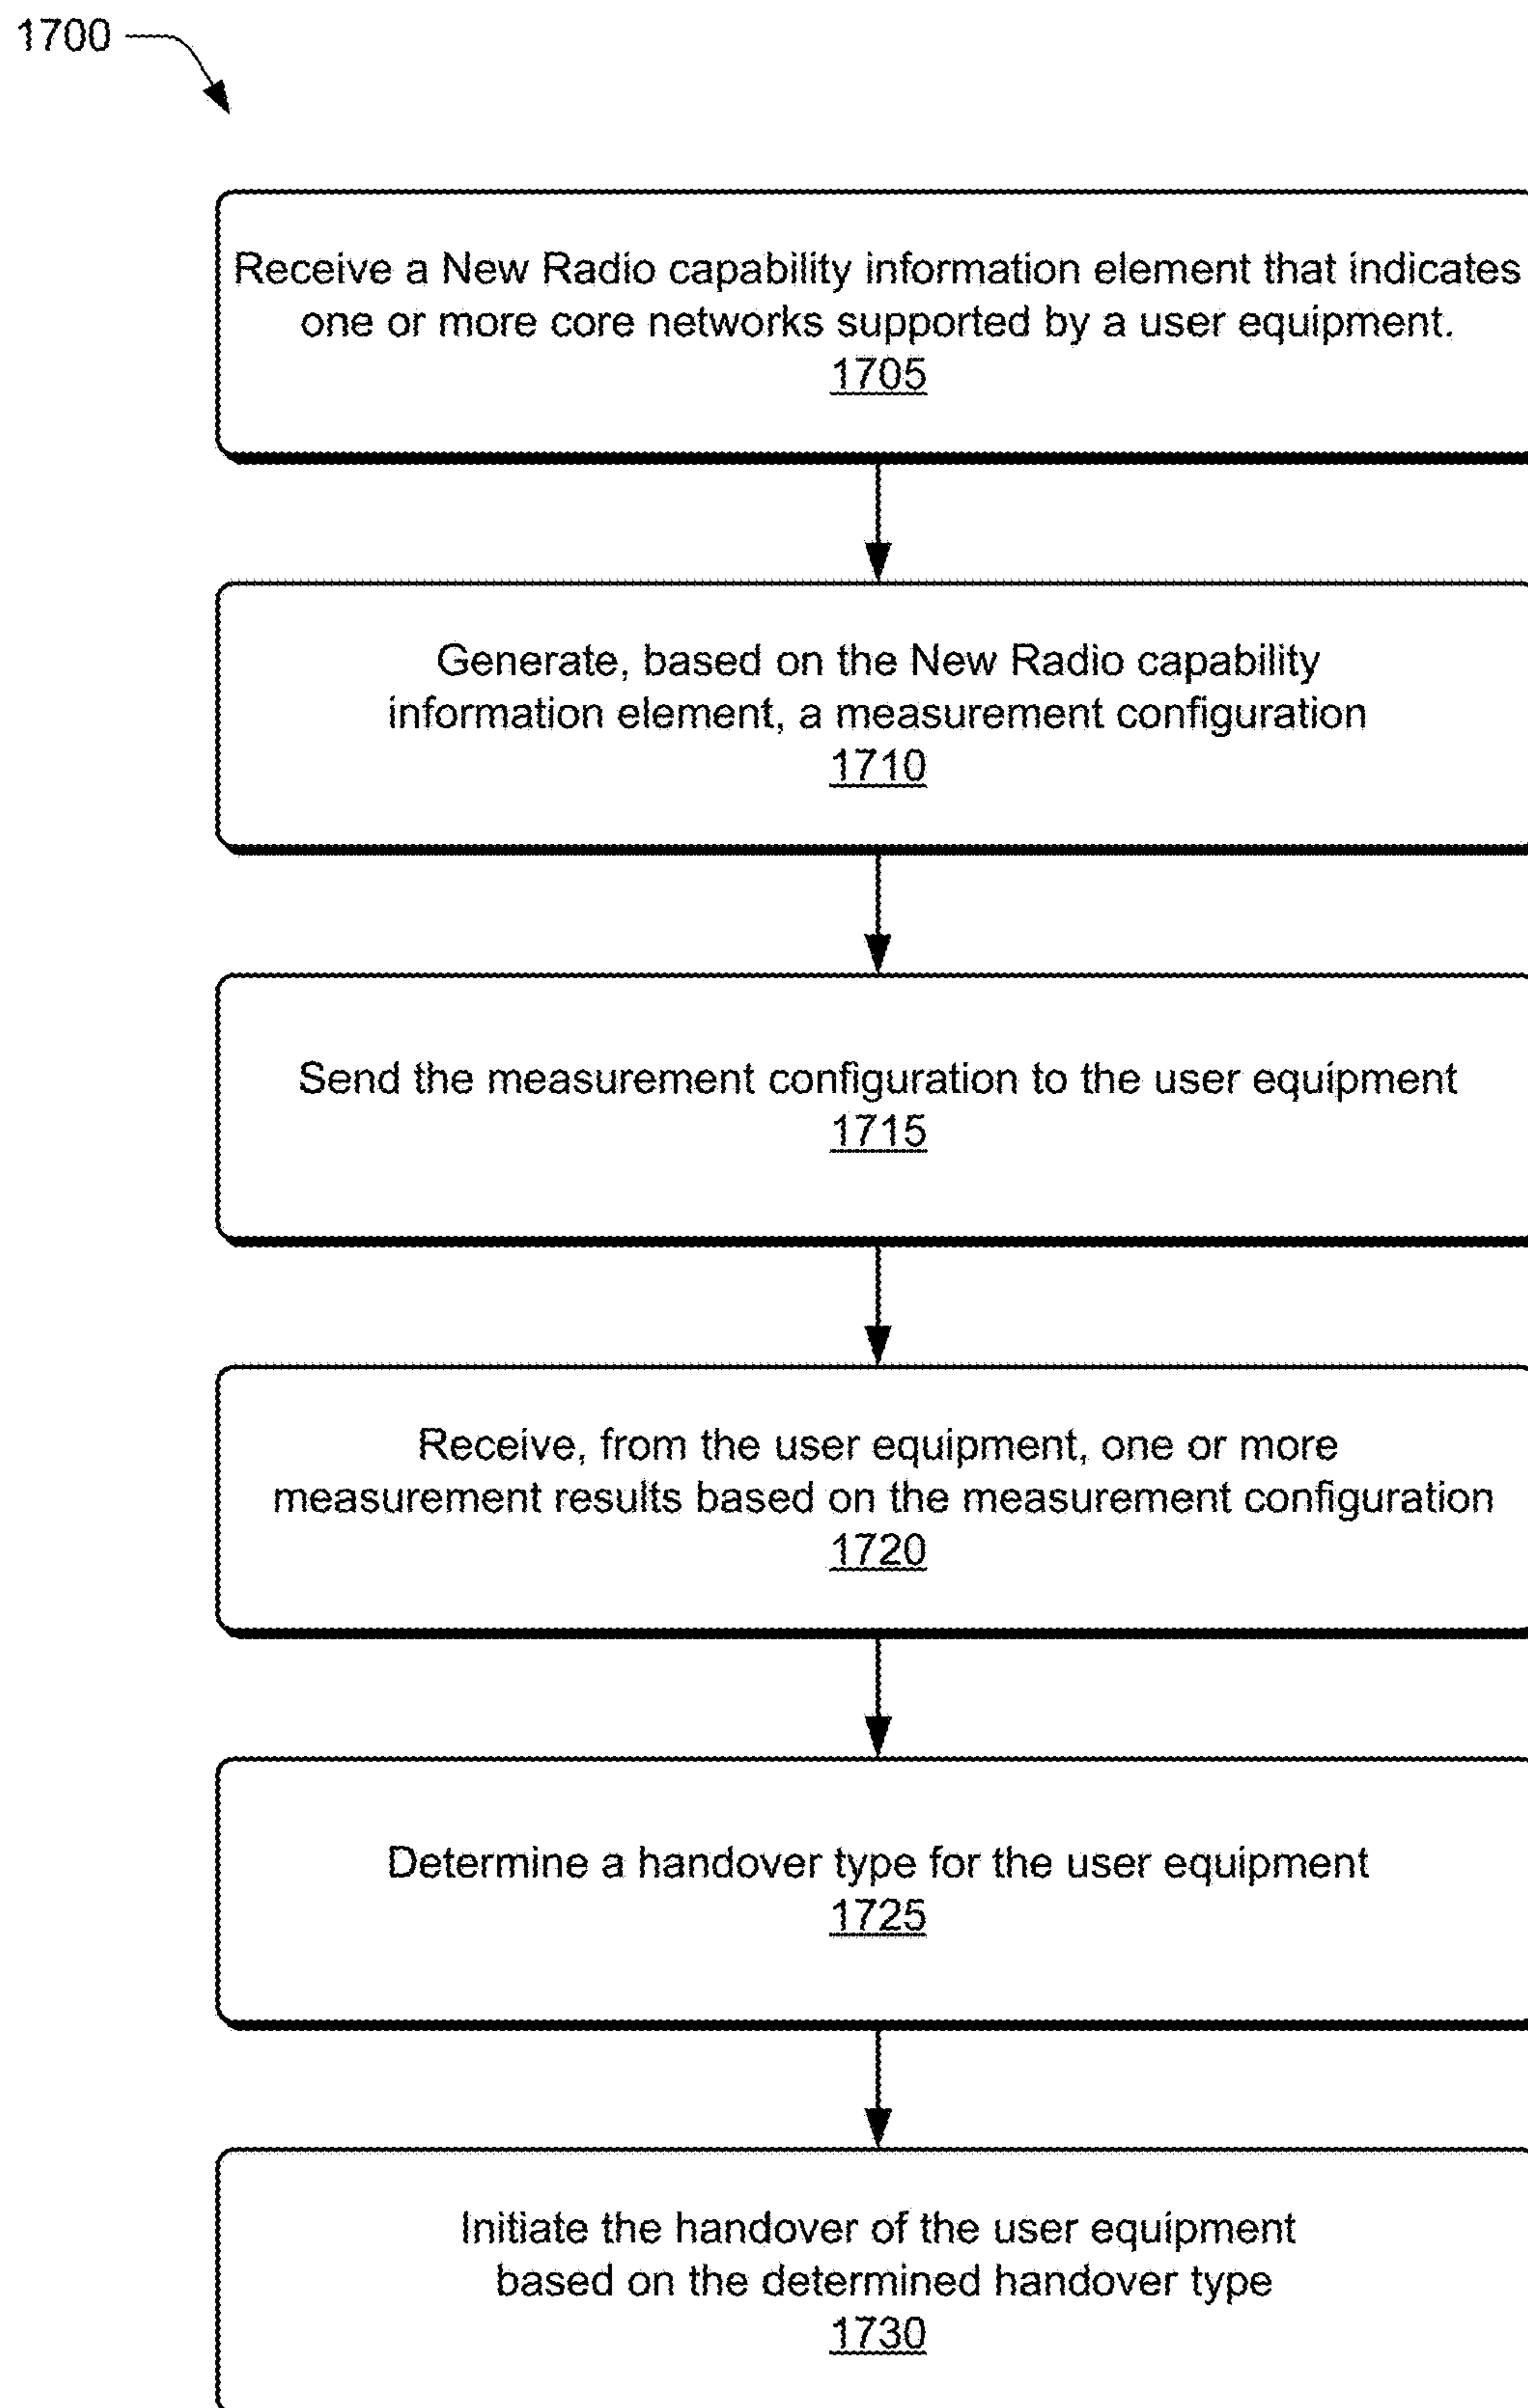 1700
Receive a New Radio capability information element that indicates
one or more core networks supported by a user equipment.
1705
Generate, based on the New Radio capability
information element, a measurement configuration
1710
Send the measurement configuration to the user equipment
1715
Receive, from the user equipment, one or more
measurement results based on the measurement configuration
1720
Determine a handover type for the user equipment
1725
Initiate the handover of the user equipment
based on the determined handover type
1730